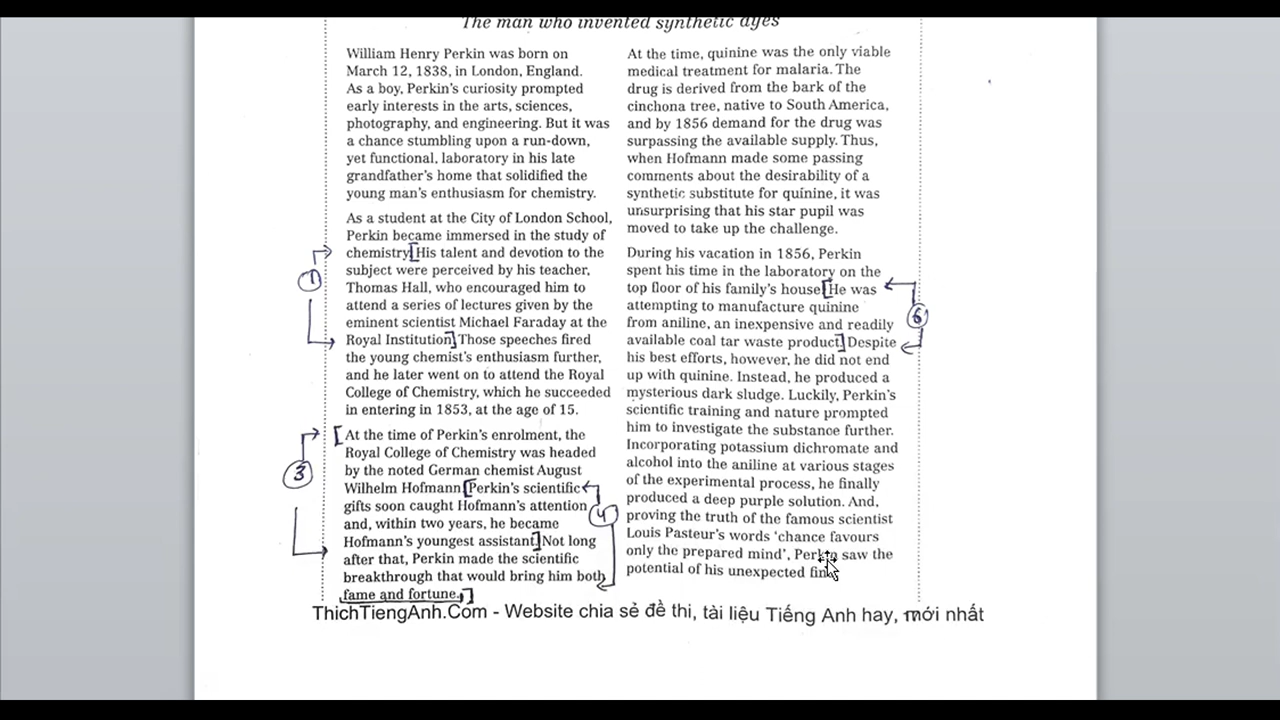 The man who invented synthetic dyes
William Henry Perkin was born on
March 12, 1838, in London, England.
As a boy, Perkin's curiosity prompted
early interests in the arts, sciences,
photography, and engineering. But it was
a chance stumbling upon a run-down,
yet functional, laboratory in his late
grandfather's home that solidified the
young man's enthusiasm for chemistry.
As a student at the City of London School,
Perkin became immersed in the study of
chemistry[His talent and devotion to the
subject were perceived by his teacher,
Thomas Hall, who encouraged him to
attend a series of lectures given by the
eminent scientist Michael Faraday at the
Royal Institution]Those speeches fired
the young chemist's enthusiasm further,
and he later went on to attend the Royal
College of Chemistry, which he succeeded
in entering in 1853, at the age of 15.
[At the time of Perkin's enrolment, the
Royal College of Chemistry was headed
by the noted German chemist August
Wilhelm Hofmann[Perkin's scientific
gifts soon caught Hofmann's attention
and, within two years, he became
Hofmann's youngest assistant]Not long
after that, Perkin made the scientific
breakthrough that would bring him both
fame and fortune.]
1
3
4
At the time, quinine was the only viable
medical treatment for malaria. The
drug is derived from the bark of the
cinchona tree, native to South America,
and by 1856 demand for the drug was
surpassing the available supply. Thus,
when Hofmann made some passing
comments about the desirability of a
synthetic substitute for quinine, it was
unsurprising that his star pupil was
moved to take up the challenge.
During his vacation in 1856, Perkin
spent his time in the laboratory on the
top floor of his family's house[He was
attempting to manufacture quinine
from aniline, an inexpensive and readily
available coal tar waste product]Despite
his best efforts, however, he did not end
up with quinine. Instead, he produced a
mysterious dark sludge. Luckily, Perkin's
scientific training and nature prompted
him to investigate the substance further.
Incorporating potassium dichromate and
alcohol into the aniline at various stages
of the experimental process, he finally
produced a deep purple solution. And,
proving the truth of the famous scientist
Louis Pasteur's words 'chance favours
only the prepared mind', Perkin saw the
potential of his unexpected find.
6
ThichTiengAnh.Com - Website chia sẻ đề thi, tài liệu Tiếng Anh hay, mới nhất